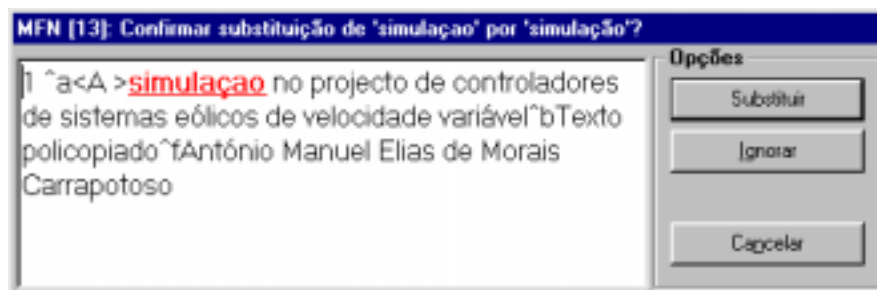 MFN [13]: Confirmar substituição de 'simulaçao' por 'simulação'?
1 ^a<A >simulaçao no projecto de controladores
de sistemas eólicos de velocidade variável^bTexto
policopiado^fAntónio Manuel Elias de Morais
Carrapotoso
Opções
Substituir
Ignorar
Cancelar